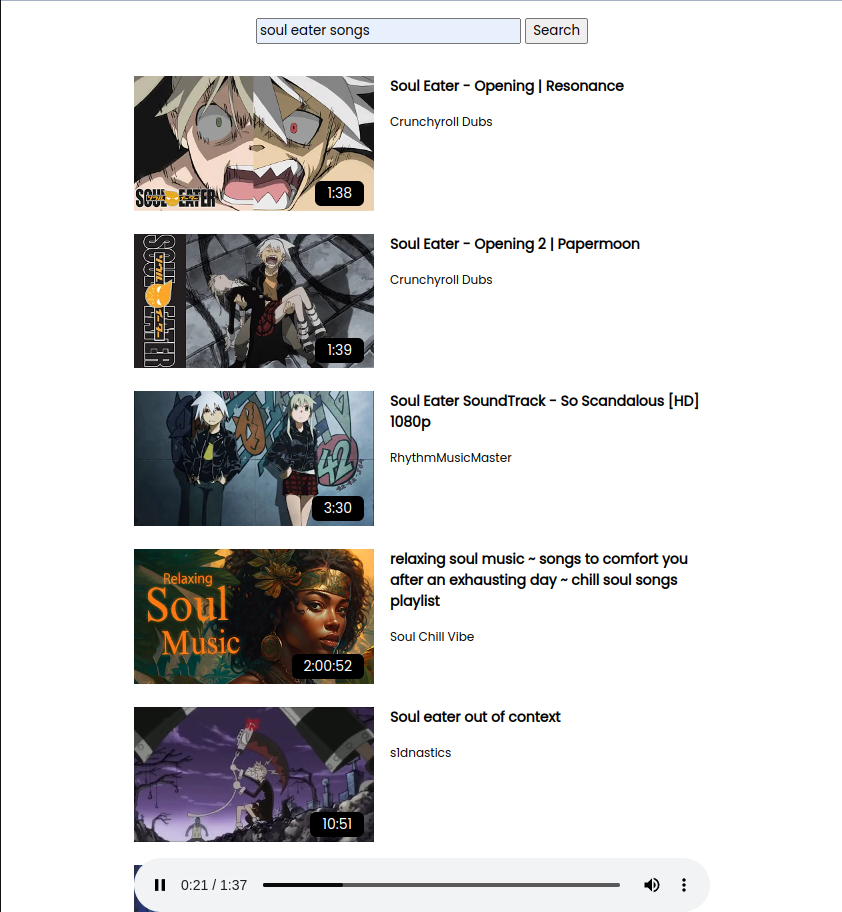 soul eater songs
Search
Soul Eater - Opening | Resonance
Crunchyroll Dubs
SOUL EATER
1:38
Soul Eater - Opening 2 | Papermoon
Crunchyroll Dubs
SOUL EATER
1:39
Soul Eater SoundTrack - So Scandalous [HD]
1080p
RhythmMusicMaster
42
3:30
relaxing soul music ~ songs to comfort you
after an exhausting day ~ chill soul songs
playlist
Soul Chill Vibe
Relaxing
Soul
Music
2:00:52
Soul eater out of context
s1dnastics
10:51
0:21 / 1:37